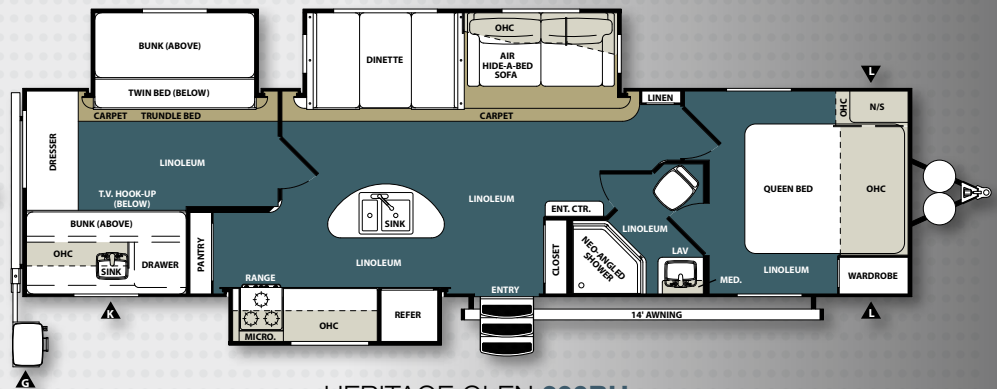 BUNK (ABOVE)
TWIN BED (BELOW)
CARPET TRUNDLE BED
DRESSER
LINOLEUM
T.V. HOOK-UP
(BELOW)
BUNK (ABOVE)
OHC
SINK
DRAWER
PANTRY
K
G
DINETTE
OHC
AIR
HIDE-A-BED
SOFA
CARPET
LINEN
LINOLEUM
SINK
LINOLEUM
ENT. CTR.
CLOSET
NEO-ANGLED
SHOWER
LINOLEUM
LAV
MED.
RANGE
MICRO.
OHC
REFER
ENTRY
14' AWNING
L
OHC
N/S
QUEEN BED
OHC
LINOLEUM
WARDROBE
L
HERITAGE GLEN